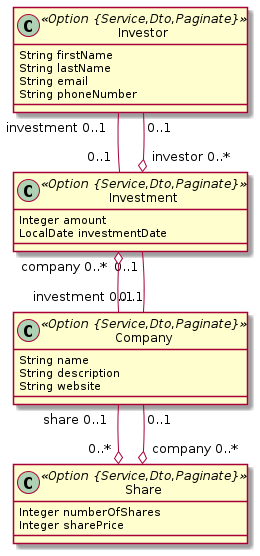 C «Option {Service,Dto,Paginate}»
Investor
String firstName
String lastName
String email
String phoneNumber
investment 0..1 0..1
0..1 investor 0..*
C «Option {Service,Dto,Paginate}»
Investment
Integer amount
LocalDate investmentDate
company 0..* 0..1
investment 0..1 0..1
C «Option {Service,Dto,Paginate}»
Company
String name
String description
String website
share 0..1 0..1
0..* company 0..*
C «Option {Service,Dto,Paginate}»
Share
Integer numberOfShares
Integer sharePrice